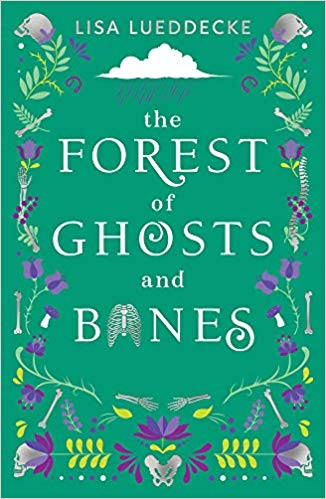 LISA LUEDDECKE
the
FOREST
of
GHOSTS
and
BONES